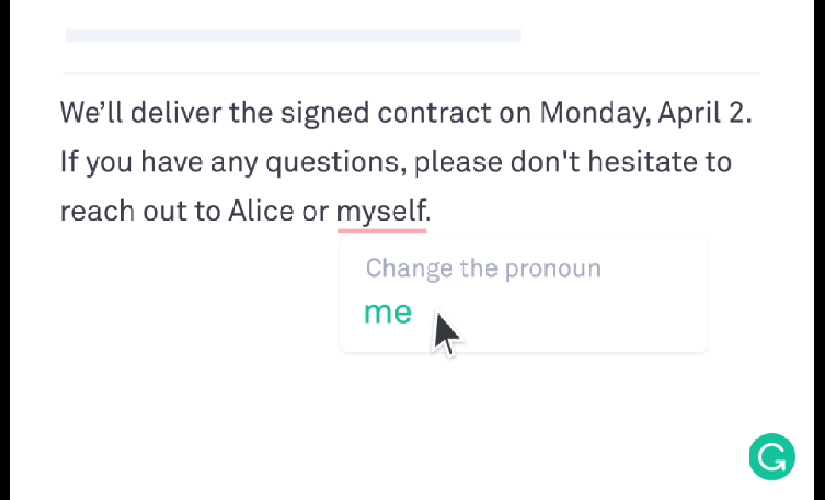 We’ll deliver the signed contract on Monday, April 2.
If you have any questions, please don't hesitate to
reach out to Alice or myself.
Change the pronoun
me